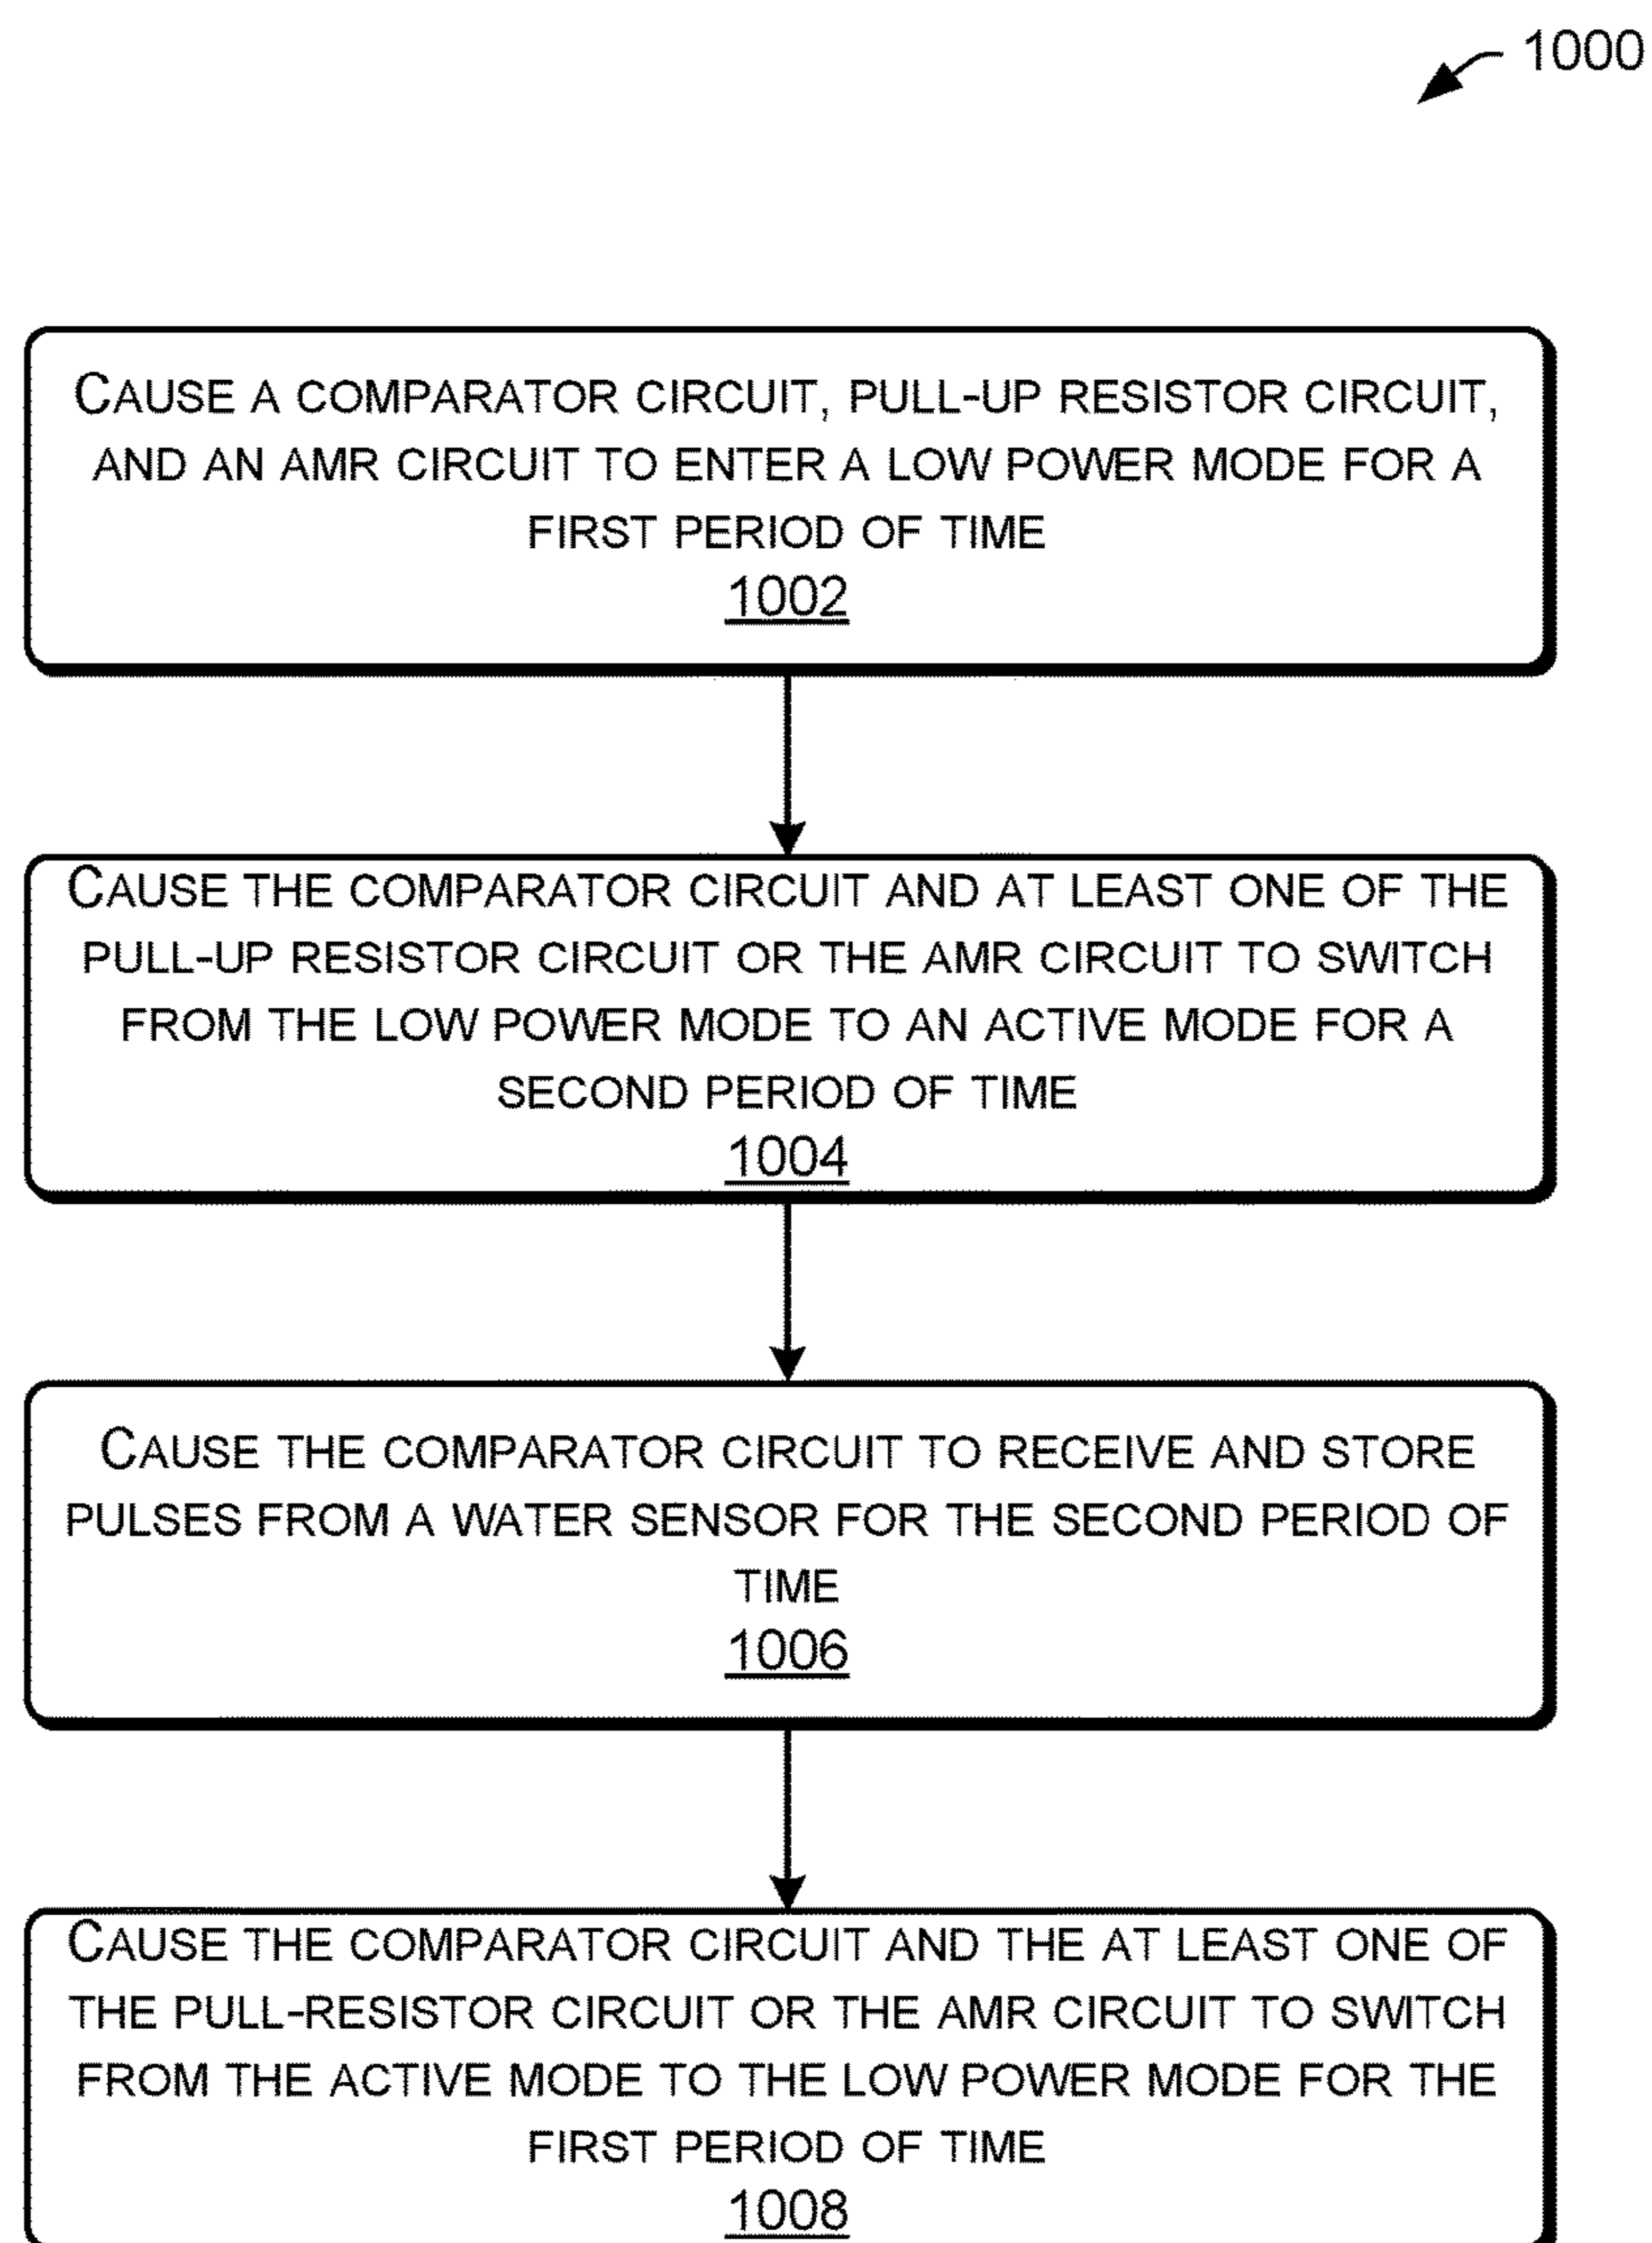 1000
CAUSE A COMPARATOR CIRCUIT, PULL-UP RESISTOR CIRCUIT,
AND AN AMR CIRCUIT TO ENTER A LOW POWER MODE FOR A
FIRST PERIOD OF TIME
1002
CAUSE THE COMPARATOR CIRCUIT AND AT LEAST ONE OF THE
PULL-UP RESISTOR CIRCUIT OR THE AMR CIRCUIT TO SWITCH
FROM THE LOW POWER MODE TO AN ACTIVE MODE FOR A
SECOND PERIOD OF TIME
1004
CAUSE THE COMPARATOR CIRCUIT TO RECEIVE AND STORE
PULSES FROM A WATER SENSOR FOR THE SECOND PERIOD OF
TIME
1006
CAUSE THE COMPARATOR CIRCUIT AND THE AT LEAST ONE OF
THE PULL-RESISTOR CIRCUIT OR THE AMR CIRCUIT TO SWITCH
FROM THE ACTIVE MODE TO THE LOW POWER MODE FOR THE
FIRST PERIOD OF TIME
1008